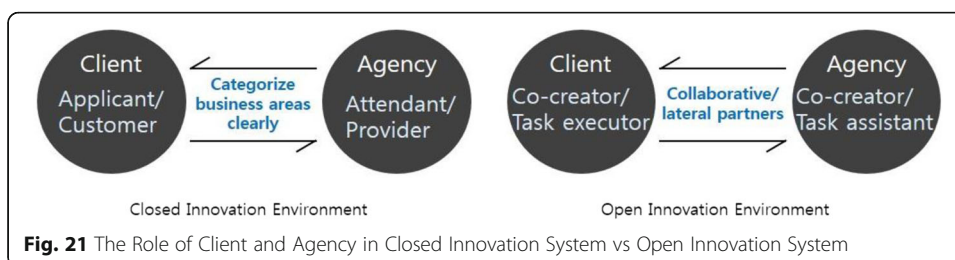 Client
Applicant/
Customer
Categorize
business areas
clearly
Agency
Attendant/
Provider
Client
Co-creator/
Task executor
Collaborative/
lateral partners
Agency
Co-creator/
Task assistant
Closed Innovation Environment
Open Innovation Environment
Fig. 21 The Role of Client and Agency in Closed Innovation System vs Open Innovation System